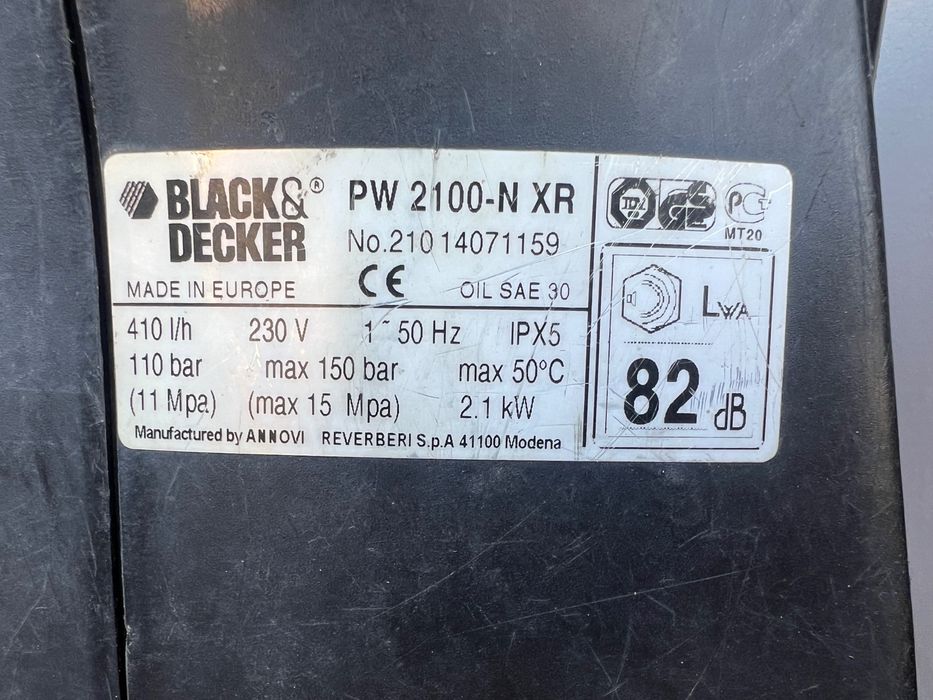 BLACK&® DECKER
PW 2100-N XR
No.210 14071159
MADE IN EUROPE CE OIL SAE 30
410 l/h 230 V 1~ 50 Hz IPX5
110 bar max 150 bar max 50°C
(11 Mpa) (max 15 Mpa) 2.1 kW
Manufactured by ANNOVI REVERBERI S.p.A 41100 Modena
MT20
LWA
82 dB